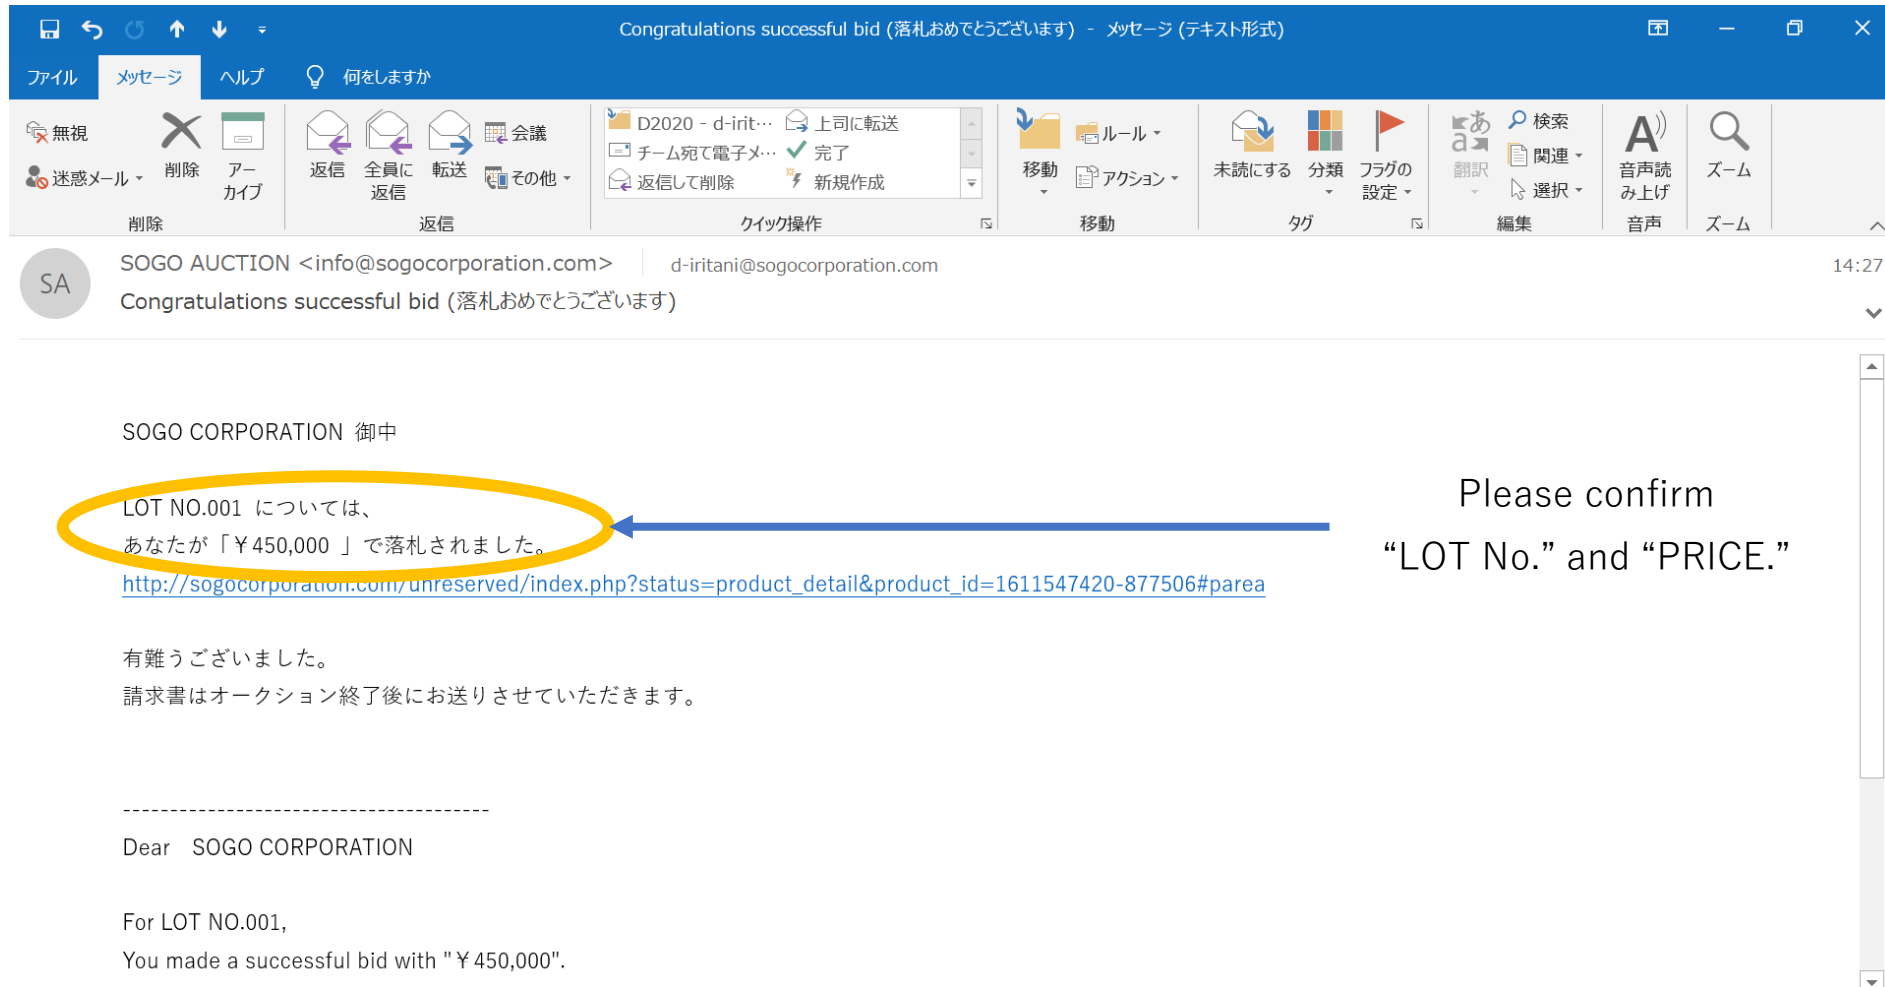 Congratulations successful bid (落札おめでとうございます) - メッセージ (テキスト形式)
ファイル メッセージ ヘルプ 何をしますか
無視
迷惑メール
削除
アーカイブ
削除
返信
全員に返信
転送
会議
その他
返信
D2020 - d-irit…
チーム宛て電子メ…
返信して削除
上司に転送
完了
新規作成
クイック操作
移動
ルール
アクション
移動
未読にする
分類
フラグの設定
タグ
翻訳
検索
関連
選択
編集
音声読み上げ
音声
ズーム
ズーム
SA
SOGO AUCTION <info@sogocorporation.com> d-iritani@sogocorporation.com
14:27
Congratulations successful bid (落札おめでとうございます)
SOGO CORPORATION 御中
LOT NO.001 については、
あなたが「￥450,000 」で落札されました。
http://sogocorporation.com/unreserved/index.php?status=product_detail&product_id=1611547420-877506#parea
Please confirm
“LOT No.” and “PRICE.”
有難うございました。
請求書はオークション終了後にお送りさせていただきます。
---------------------------------------
Dear SOGO CORPORATION
For LOT NO.001,
You made a successful bid with "￥450,000".